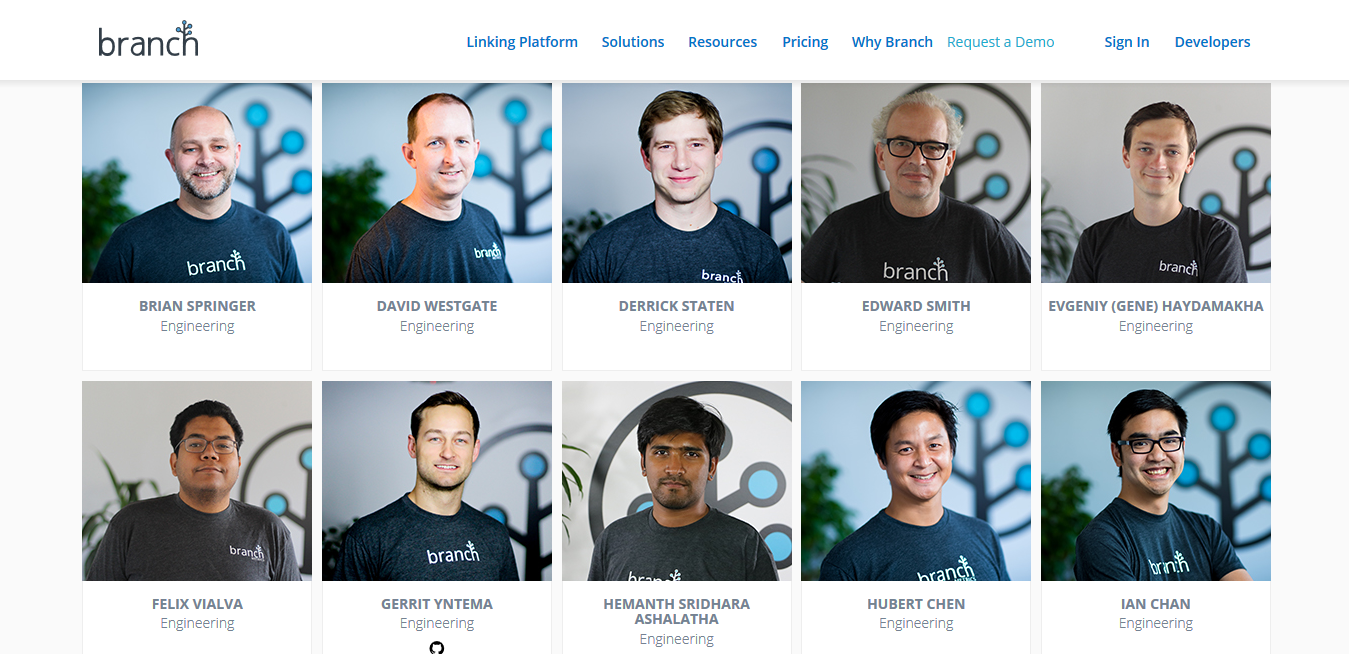 branch
Linking Platform Solutions Resources Pricing Why Branch Request a Demo Sign In Developers
branch
branch
branch
branch
branch
BRIAN SPRINGER
DAVID WESTGATE
DERRICK STATEN
EDWARD SMITH
EVGENIY (GENE) HAYDAMAKHA
Engineering
Engineering
Engineering
Engineering
Engineering
branch
branch
branch
branch
branch
FELIX VIALVA
GERRIT YNTEMA
HEMANTH SRIDHARA
ASHALATHA
HUBERT CHEN
IAN CHAN
Engineering
Engineering
Engineering
Engineering
Engineering